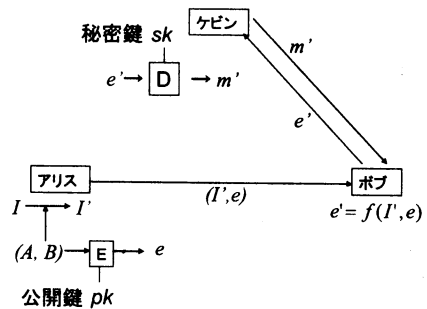 ケビン
秘密鍵 sk
e'→ D →m'
m'
e'
アリス
(I',e)
ボブ
I → I'
e'= f(I',e)
(A, B) → E → e
公開鍵 pk